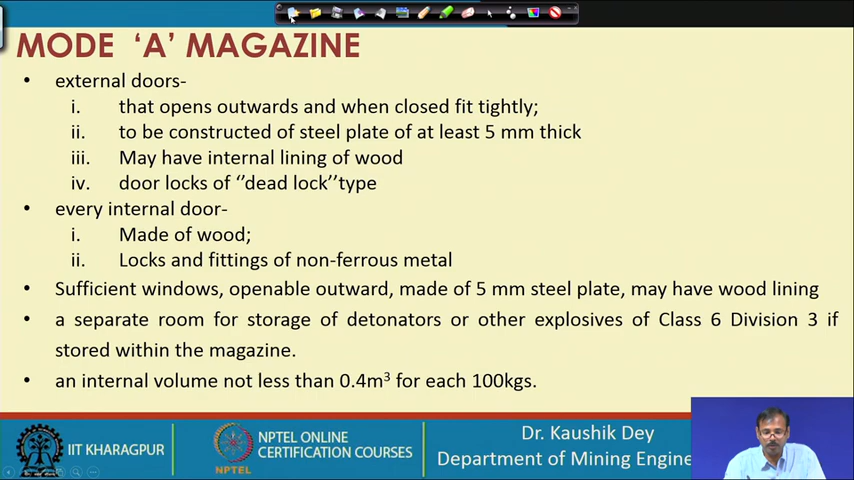 MODE 'A' MAGAZINE
• external doors-
i. that opens outwards and when closed fit tightly;
ii. to be constructed of steel plate of at least 5 mm thick
iii. May have internal lining of wood
iv. door locks of ‘’dead lock’’type
• every internal door-
i. Made of wood;
ii. Locks and fittings of non-ferrous metal
• Sufficient windows, openable outward, made of 5 mm steel plate, may have wood lining
• a separate room for storage of detonators or other explosives of Class 6 Division 3 if
stored within the magazine.
• an internal volume not less than 0.4m³ for each 100kgs.
IIT KHARAGPUR
NPTEL
NPTEL ONLINE
CERTIFICATION COURSES
Dr. Kaushik Dey
Department of Mining Engine